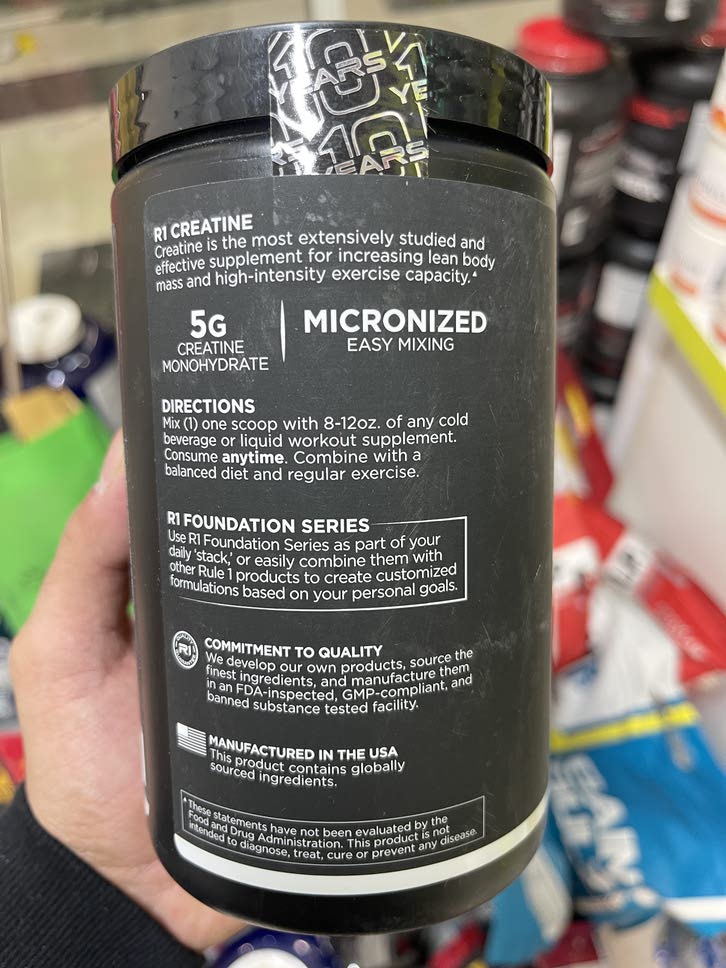 10 YEARS
R1 CREATINE
Creatine is the most extensively studied and
effective supplement for increasing lean body
mass and high-intensity exercise capacity.▲
5G
CREATINE
MONOHYDRATE
MICRONIZED
EASY MIXING
DIRECTIONS
Mix (1) one scoop with 8-12oz. of any cold
beverage or liquid workout supplement.
Consume anytime. Combine with a
balanced diet and regular exercise.
R1 FOUNDATION SERIES
Use R1 Foundation Series as part of your
daily 'stack,' or easily combine them with
other Rule 1 products to create customized
formulations based on your personal goals.
R1
COMMITMENT TO QUALITY
We develop our own products, source the
finest ingredients, and manufacture them
in an FDA-inspected, GMP-compliant, and
banned substance tested facility.
MANUFACTURED IN THE USA
This product contains globally
sourced ingredients.
▲These statements have not been evaluated by the
Food and Drug Administration. This product is not
intended to diagnose, treat, cure or prevent any disease.